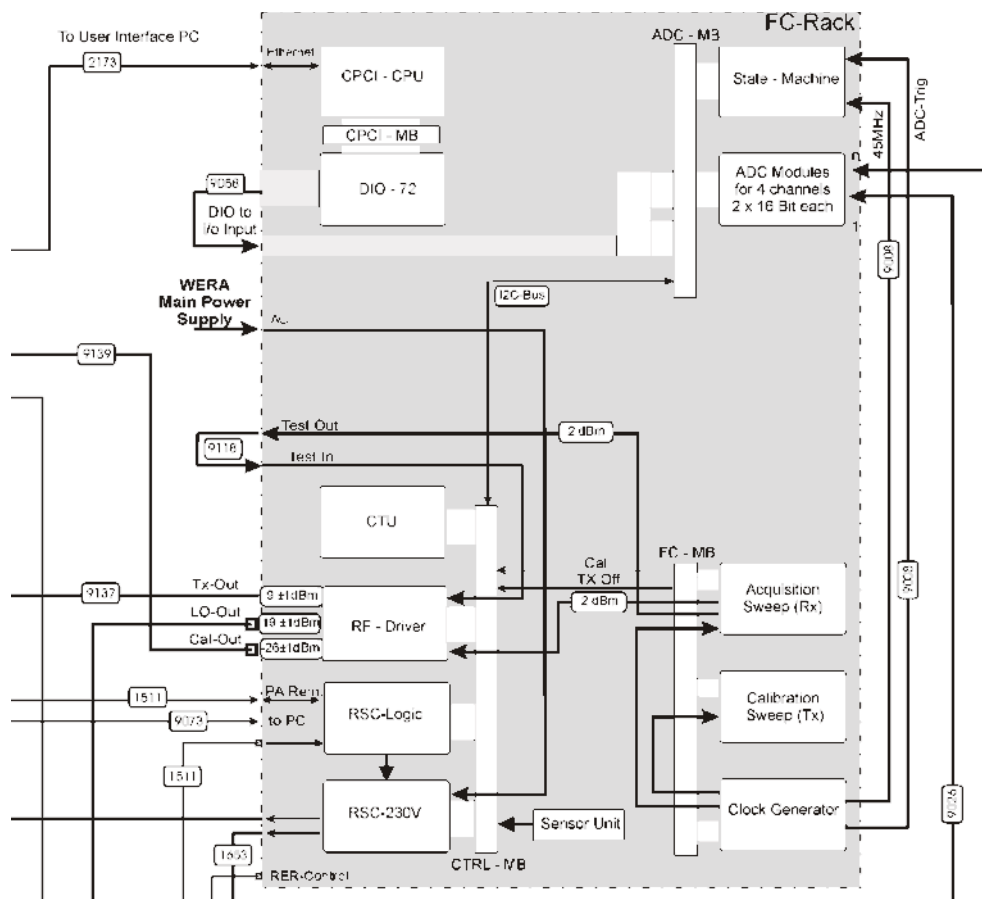 FC-Rack
To User Interface PC
ADC - MB
Ethernet
2173
CPCI - CPU
State - Machine
CPCI - MB
45MHz
ADC-Trig
DIO - 72
ADC Modules
for 4 channels
2 x 16 Bit each
DIO to
I/o Input
9008
I2C-Bus
WERA
Main Power
Supply
9139
Test Out
2 dBm
9118
Test In
CTU
FC - MB
Cal
TX Off
Tx-Out
9 ±1dBm
2 dBm
Acquisition
Sweep (Rx)
9137
LO-Out
19 ±1dBm
RF - Driver
Cal-Out
-26±1dBm
1511
PA Rem.
RSC-Logic
Calibration
Sweep (Tx)
9073
to PC
1511
RSC-230V
Sensor Unit
Clock Generator
9026
1653
CTRL - MB
RER-Control